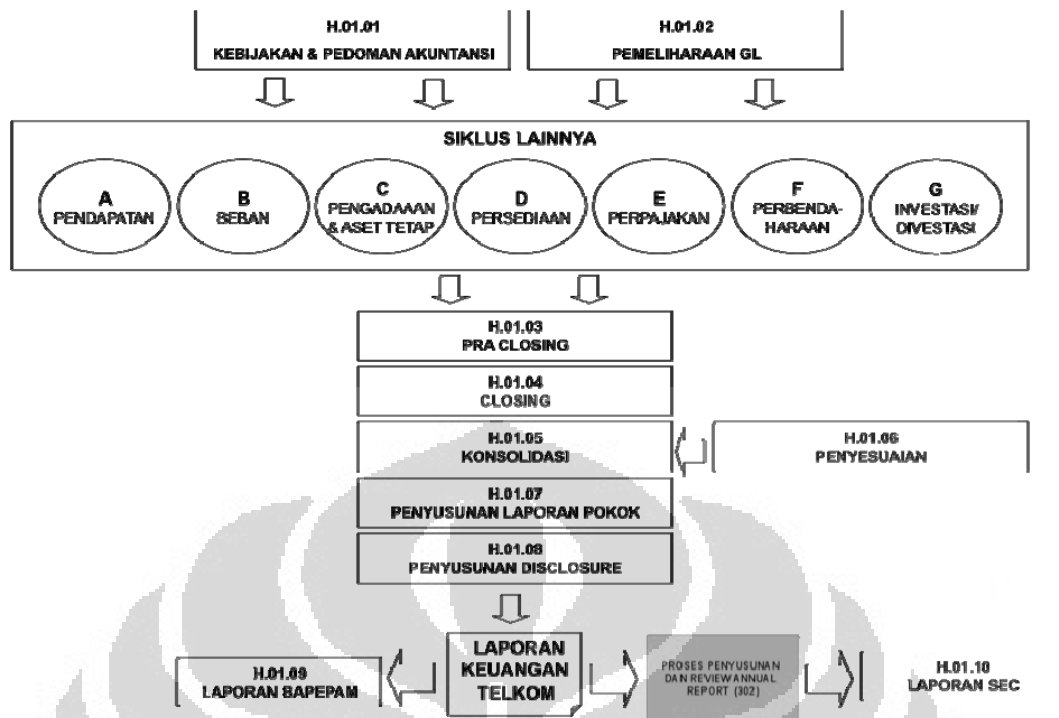 H.01.01
KEBIJAKAN & PEDOMAN AKUNTANSI
H.01.02
PEMELIHARAAN GL
SIKLUS LAINNYA
A
PENDAPATAN
B
BEBAN
C
PENGADAAAN
& ASET TETAP
D
PERSEDIAAN
E
PERPAJAKAN
F
PERBENDA-
HARAAN
G
INVESTASI/
DIVESTASI
H.01.03
PRA CLOSING
H.01.04
CLOSING
H.01.05
KONSOLIDASI
H.01.06
PENYESUAIAN
H.01.07
PENYUSUNAN LAPORAN POKOK
H.01.08
PENYUSUNAN DISCLOSURE
LAPORAN
KEUANGAN
TELKOM
H.01.09
LAPORAN BAPEPAM
PROSES PENYUSUNAN
DAN REVIEW ANNUAL
REPORT (302)
H.01.10
LAPORAN SEC